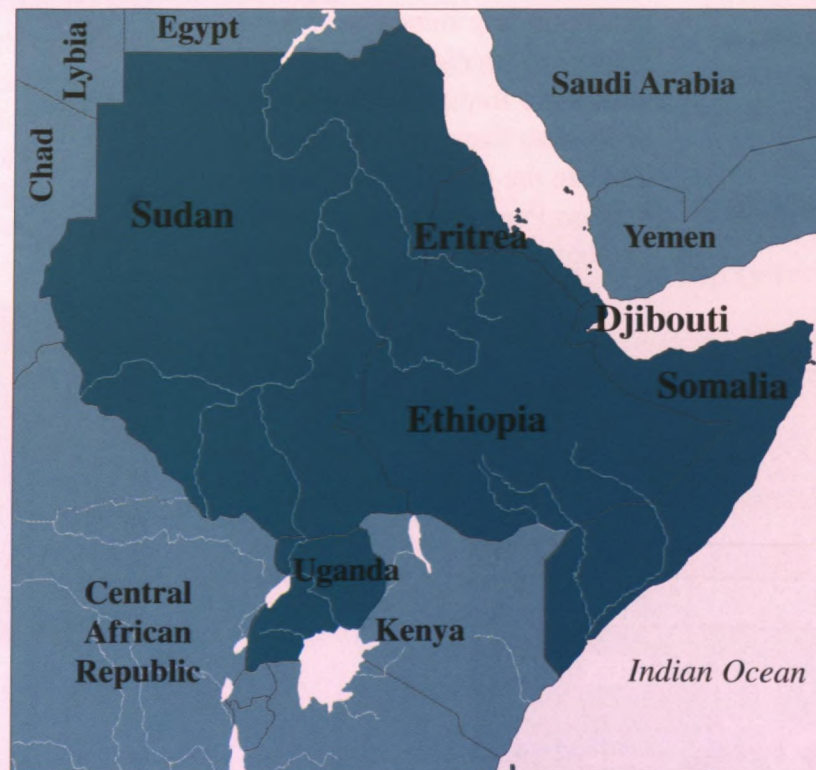 Egypt
Lybia
Saudi Arabia
Chad
Sudan
Eritrea
Yemen
Djibouti
Somalia
Ethiopia
Uganda
Central
African
Republic
Kenya
Indian Ocean